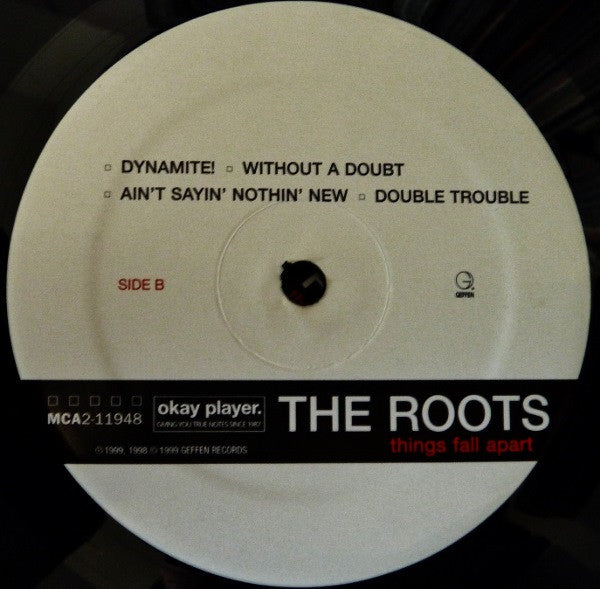 ▫ DYNAMITE! ▫ WITHOUT A DOUBT
▫ AIN'T SAYIN' NOTHIN' NEW ▫ DOUBLE TROUBLE
SIDE B
G.
GEFFEN
MCA2-11948
okay player.
GIVING YOU TRUE NOTES SINCE 1987
THE ROOTS
things fall apart
℗ 1999, 1998 © 1999 GEFFEN RECORDS